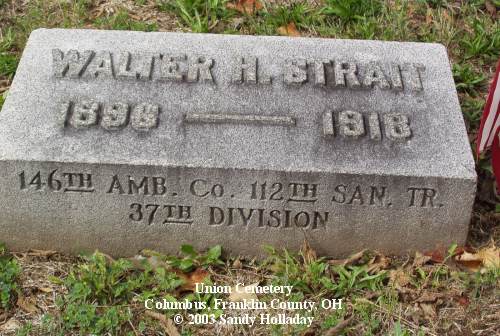 WALTER H. STRAIT
1896 — 1918
146TH AMB. CO. 112TH SAN. TR.
37TH DIVISION
Union Cemetery
Columbus, Franklin County, OH
© 2003 Sandy Holladay